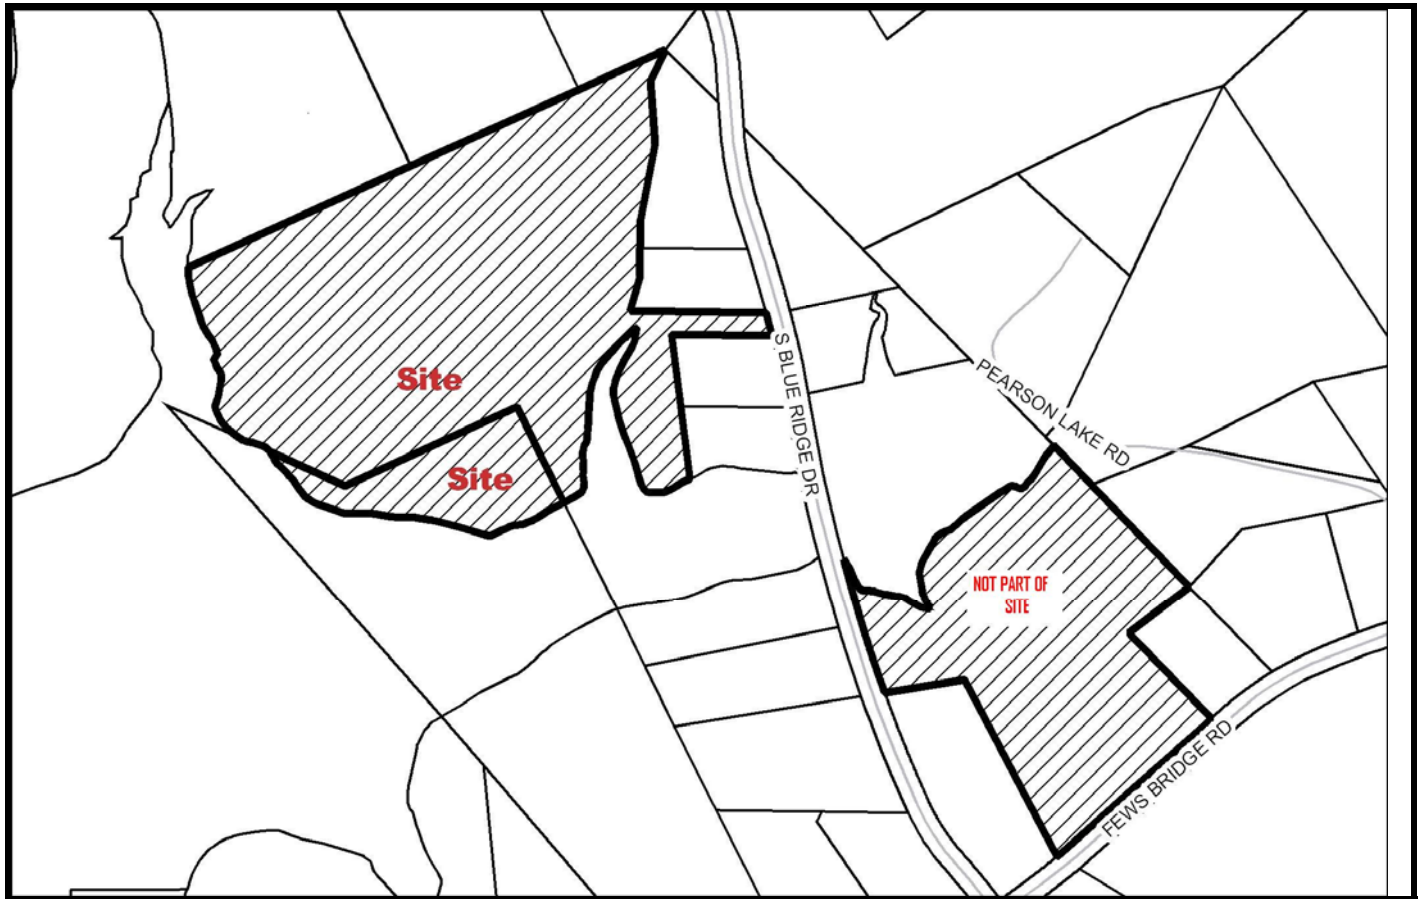 Site
Site
S BLUE RIDGE DR
PEARSON LAKE RD
NOT PART OF
SITE
FEWS BRIDGE RD